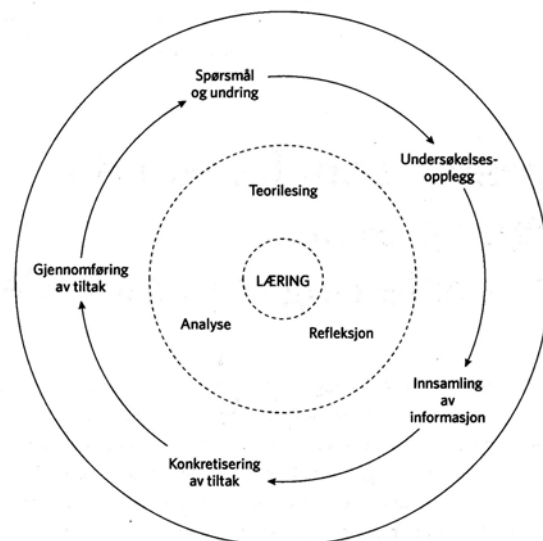 Spørsmål
og undring
Undersøkelses-
opplegg
Teorilesing
LÆRING
Gjennomføring
av tiltak
Analyse
Refleksjon
Innsamling
av
informasjon
Konkretisering
av tiltak